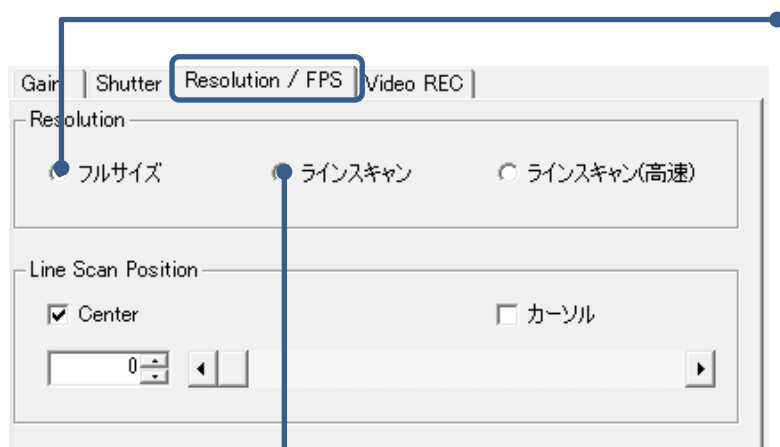 Gain Shutter Resolution / FPS Video REC
Resolution
フルサイズ ラインスキャン ラインスキャン(高速)
Line Scan Position
Center カーソル
0